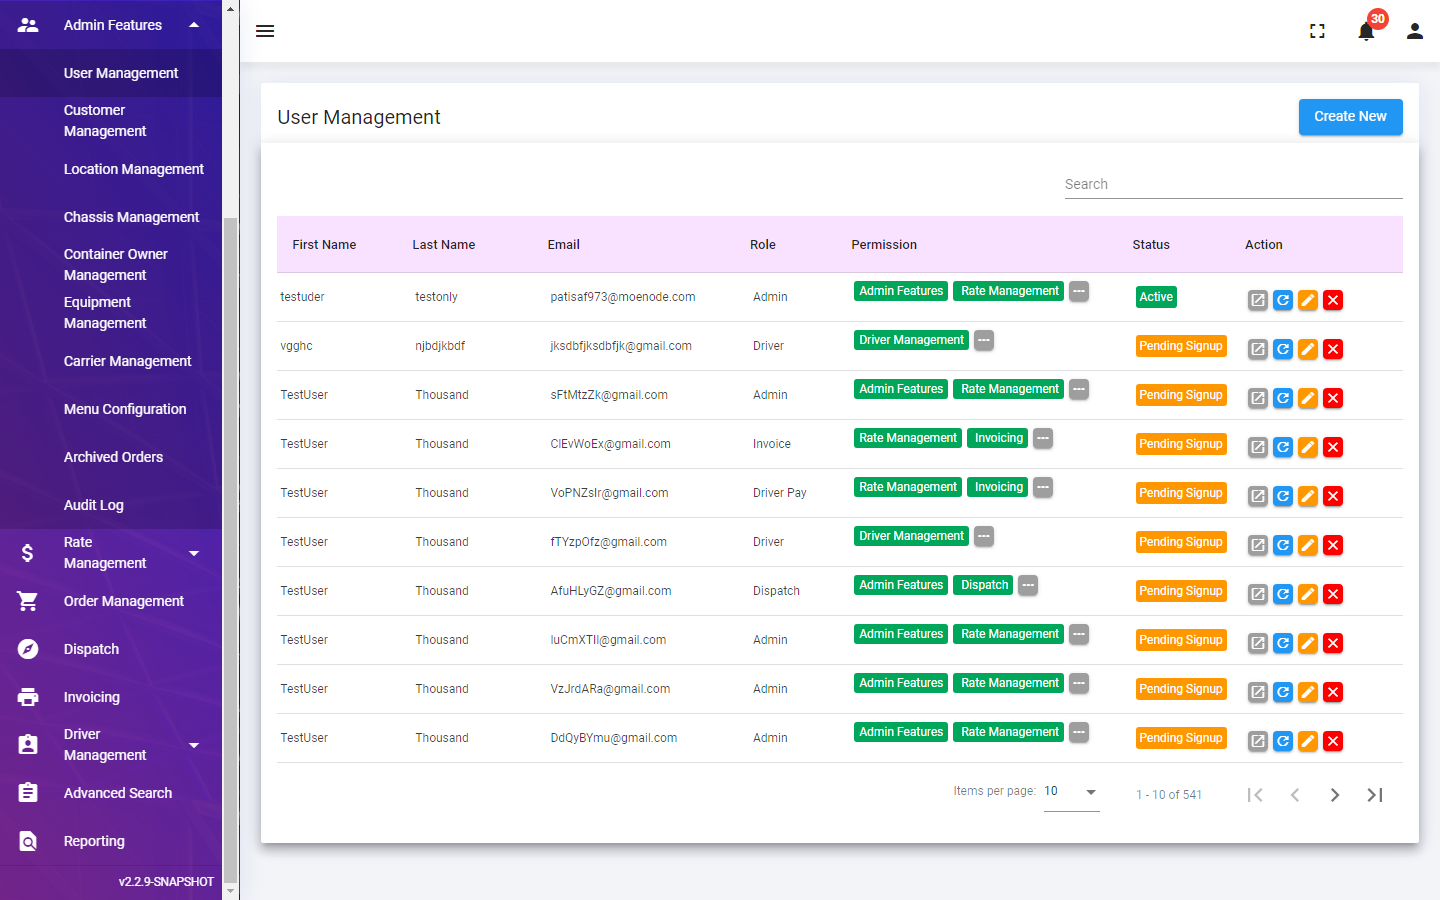 Admin Features
User Management
Customer
Management
Location Management
Chassis Management
Container Owner
Management
Equipment
Management
Carrier Management
Menu Configuration
Archived Orders
Audit Log
Rate
Management
Order Management
Dispatch
Invoicing
Driver
Management
Advanced Search
Reporting
v2.2.9-SNAPSHOT
30
User Management
Create New
Search
First Name Last Name Email Role Permission Status Action
testuder testonly patisaf973@moenode.com Admin Admin Features Rate Management --- Active
vgghc njbdjkbdf jksdbfjksdbfjk@gmail.com Driver Driver Management --- Pending Signup
TestUser Thousand sFtMtzZk@gmail.com Admin Admin Features Rate Management --- Pending Signup
TestUser Thousand ClEvWoEx@gmail.com Invoice Rate Management Invoicing --- Pending Signup
TestUser Thousand VoPNZsIr@gmail.com Driver Pay Rate Management Invoicing --- Pending Signup
TestUser Thousand fTYzpOfz@gmail.com Driver Driver Management --- Pending Signup
TestUser Thousand AfuHLyGZ@gmail.com Dispatch Admin Features Dispatch --- Pending Signup
TestUser Thousand IuCmXTIl@gmail.com Admin Admin Features Rate Management --- Pending Signup
TestUser Thousand VzJrdARa@gmail.com Admin Admin Features Rate Management --- Pending Signup
TestUser Thousand DdQyBYmu@gmail.com Admin Admin Features Rate Management --- Pending Signup
Items per page: 10 1 - 10 of 541